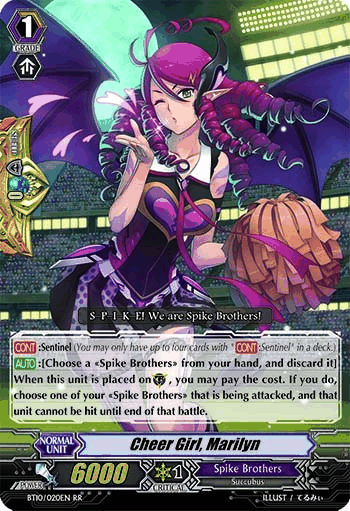 1
GRADE
S-P-I-K-E! We are Spike Brothers!
CONT:Sentinel (You may only have up to four cards with "CONT:Sentinel" in a deck.)
AUTO:[Choose a «Spike Brothers» from your hand, and discard it]
When this unit is placed on , you may pay the cost. If you do,
choose one of your «Spike Brothers» that is being attacked, and that
unit cannot be hit until end of that battle.
NORMAL
UNIT
Cheer Girl, Marilyn
POWER
6000
1
CRITICAL
Spike Brothers
Succubus
BT10/020EN RR
ILLUST / てるみぃ